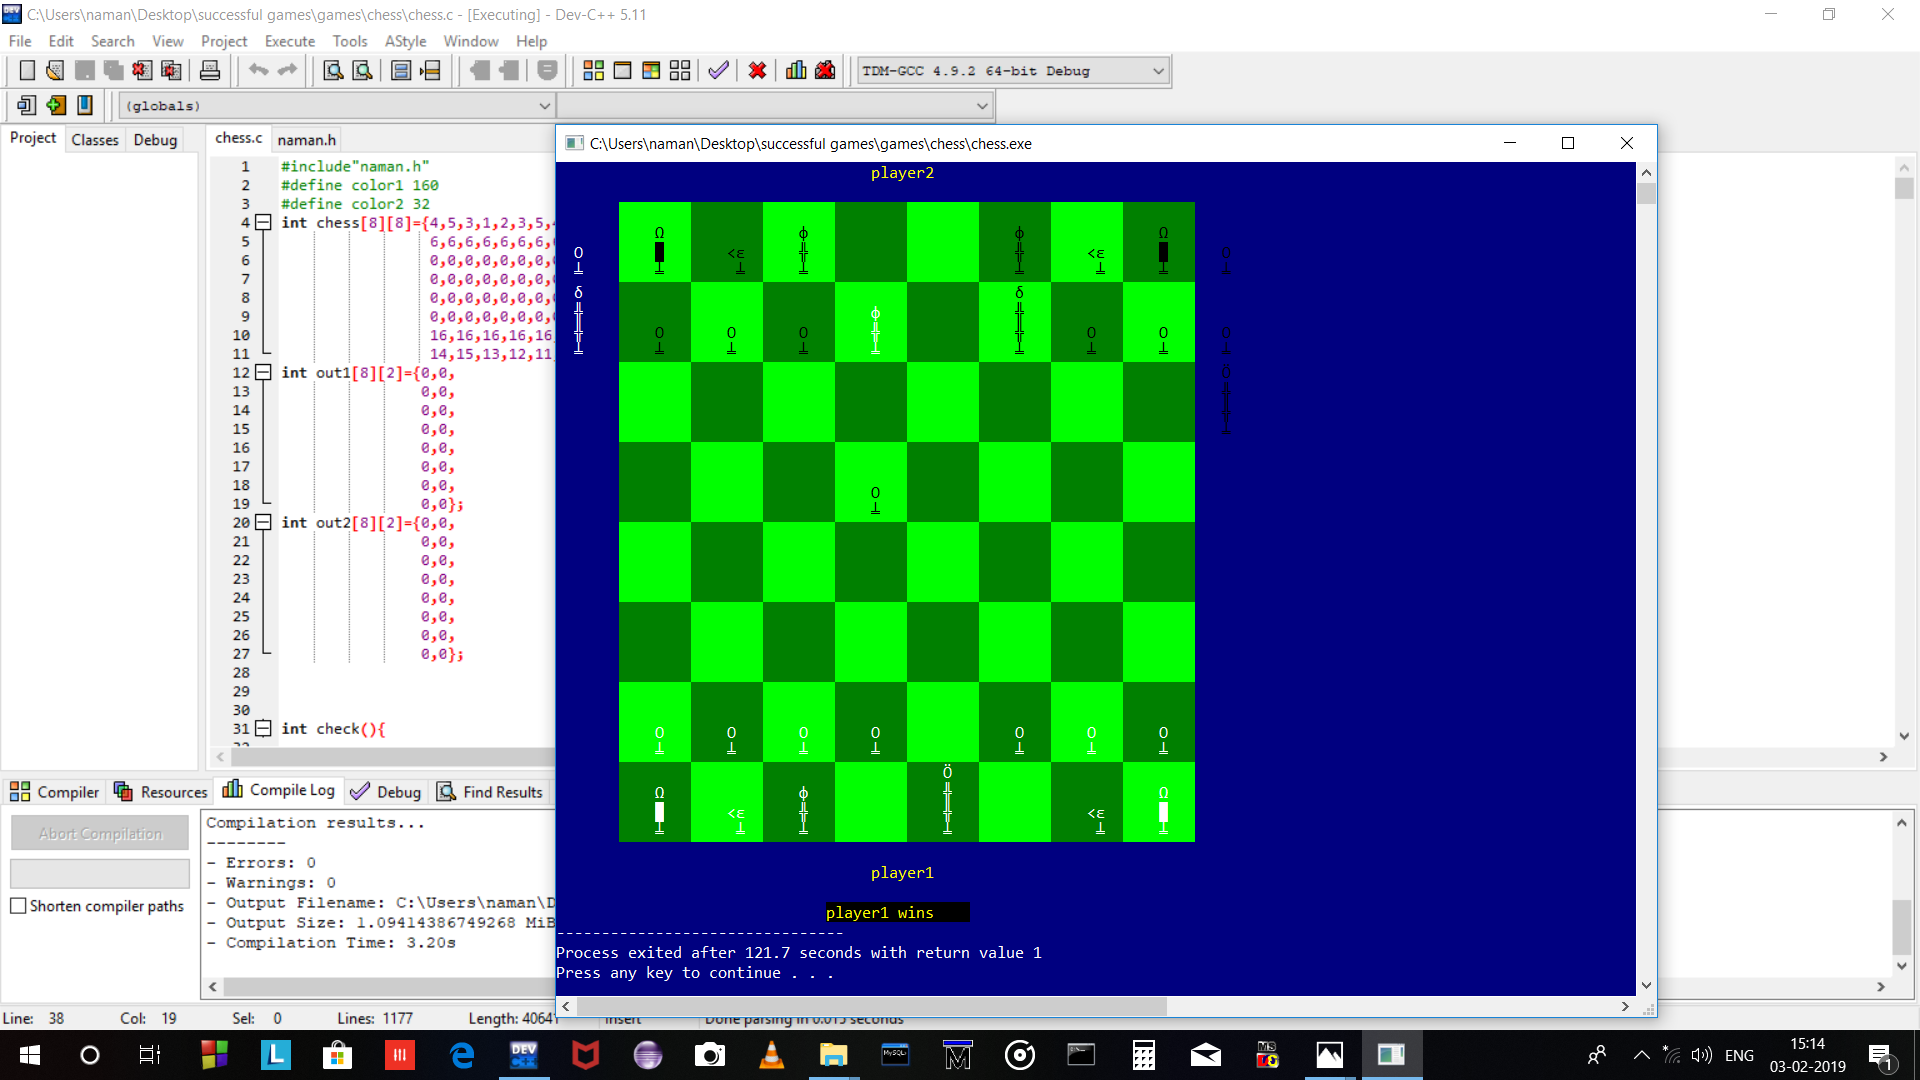 C:\Users\naman\Desktop\successful games\games\chess\chess.c - [Executing] - Dev-C++ 5.11
File Edit Search View Project Execute Tools AStyle Window Help
TDM-GCC 4.9.2 64-bit Debug
(globals)
Project Classes Debug
chess.c naman.h
1 #include"naman.h"
2 #define color1 160
3 #define color2 32
4 int chess[8][8]={4,5,3,1,2,3,5,4
5 6,6,6,6,6,6,6,6
6 0,0,0,0,0,0,0,0
7 0,0,0,0,0,0,0,0
8 0,0,0,0,0,0,0,0
9 0,0,0,0,0,0,0,0
10 16,16,16,16,16,
11 14,15,13,12,11,
12 int out1[8][2]={0,0,
13 0,0,
14 0,0,
15 0,0,
16 0,0,
17 0,0,
18 0,0,
19 0,0};
20 int out2[8][2]={0,0,
21 0,0,
22 0,0,
23 0,0,
24 0,0,
25 0,0,
26 0,0,
27 0,0};
28
29
30
31 int check(){
C:\Users\naman\Desktop\successful games\games\chess\chess.exe
player2
player1
player1 wins
-------------------------------
Process exited after 121.7 seconds with return value 1
Press any key to continue . . .
Compiler Resources Compile Log Debug Find Results
Abort Compilation
Shorten compiler paths
Compilation results...
--------
- Errors: 0
- Warnings: 0
- Output Filename: C:\Users\naman\D
- Output Size: 1.09414386749268 MiB
- Compilation Time: 3.20s
Line: 38 Col: 19 Sel: 0 Lines: 1177 Length: 40641 Insert Done parsing in 0.015 seconds
DEV C++
MySQL
ENG
15:14
03-02-2019
1